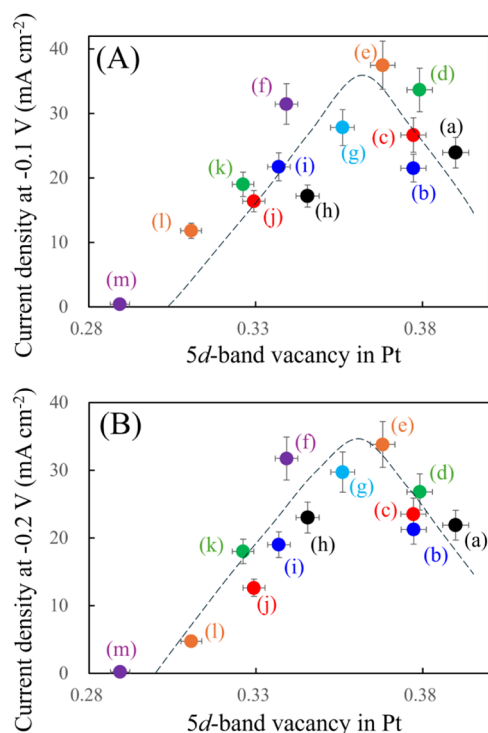 (A)
Current density at -0.1 V (mA cm⁻²)
40
30
20
10
0
(e)
(d)
(f)
(a)
(c)
(g)
(i)
(b)
(k)
(h)
(j)
(l)
(m)
0.28
0.33
0.38
5d-band vacancy in Pt
(B)
Current density at -0.2 V (mA cm⁻²)
40
30
20
10
0
(e)
(f)
(d)
(g)
(c)
(a)
(h)
(b)
(k)
(i)
(j)
(l)
(m)
0.28
0.33
0.38
5d-band vacancy in Pt